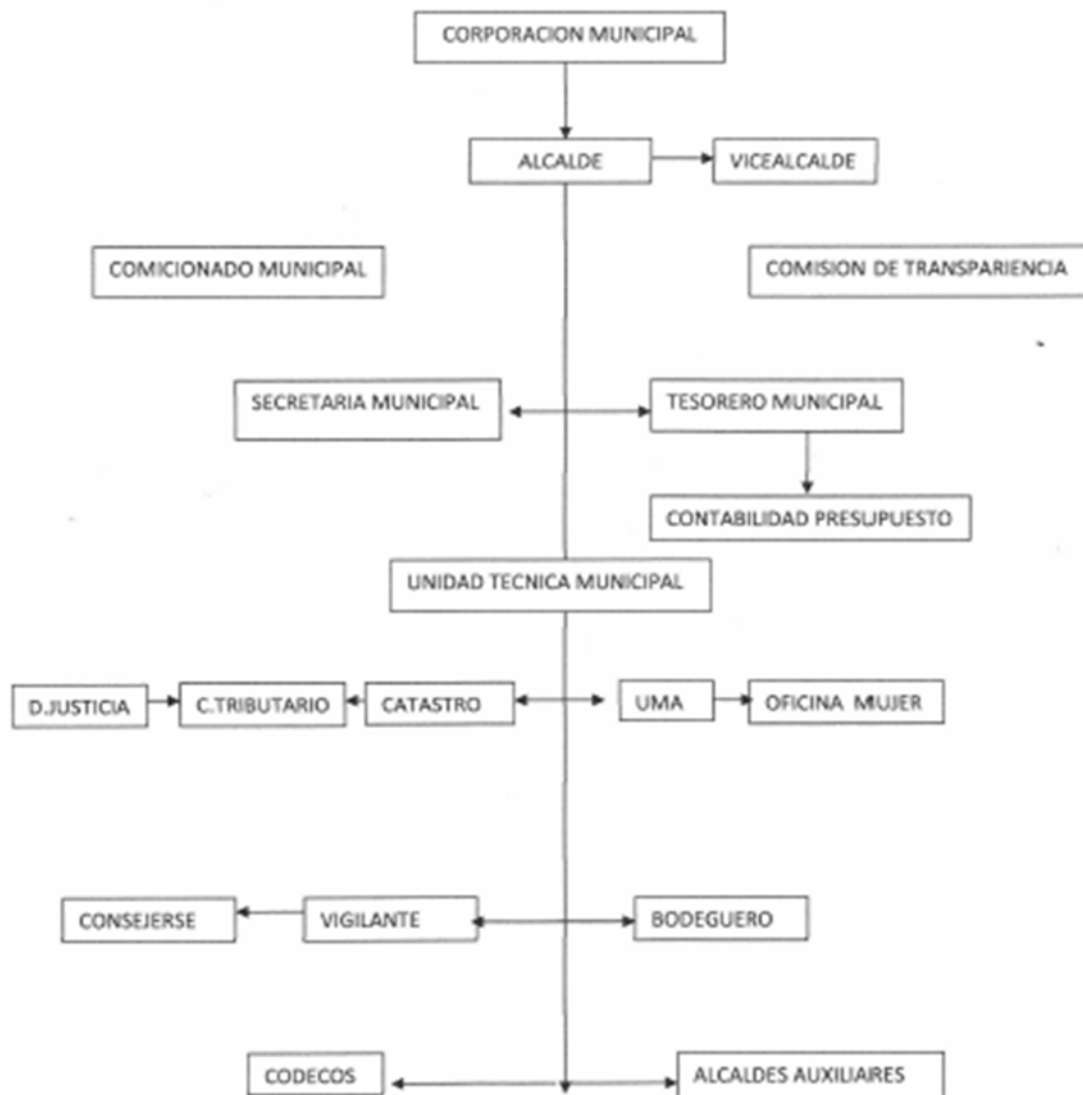 CORPORACION MUNICIPAL
ALCALDE
VICEALCALDE
COMICIONADO MUNICIPAL
COMISION DE TRANSPARIENCIA
SECRETARIA MUNICIPAL
TESORERO MUNICIPAL
CONTABILIDAD PRESUPUESTO
UNIDAD TECNICA MUNICIPAL
D.JUSTICIA
C.TRIBUTARIO
CATASTRO
UMA
OFICINA MUJER
CONSEJERSE
VIGILANTE
BODEGUERO
CODECOS
ALCALDES AUXILIARES